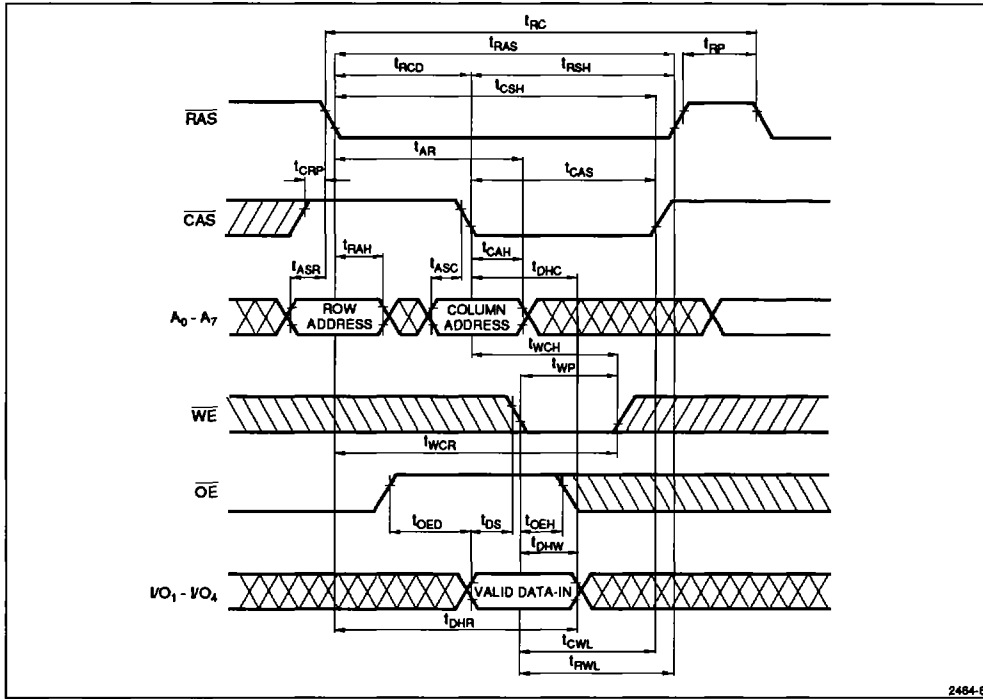 tRC
tRAS
tRP
tRCD
tRSH
tCSH
RAS
tAR
tCRP
tCAS
CAS
tRAH
tCAH
tASR
tASC
tDHC
A0 - A7
ROW ADDRESS
COLUMN ADDRESS
tWCH
tWP
WE
tWCR
OE
tOED
tDS
tOEH
tDHW
I/O1 - I/O4
VALID DATA-IN
tDHR
tCWL
tRWL
2464-6